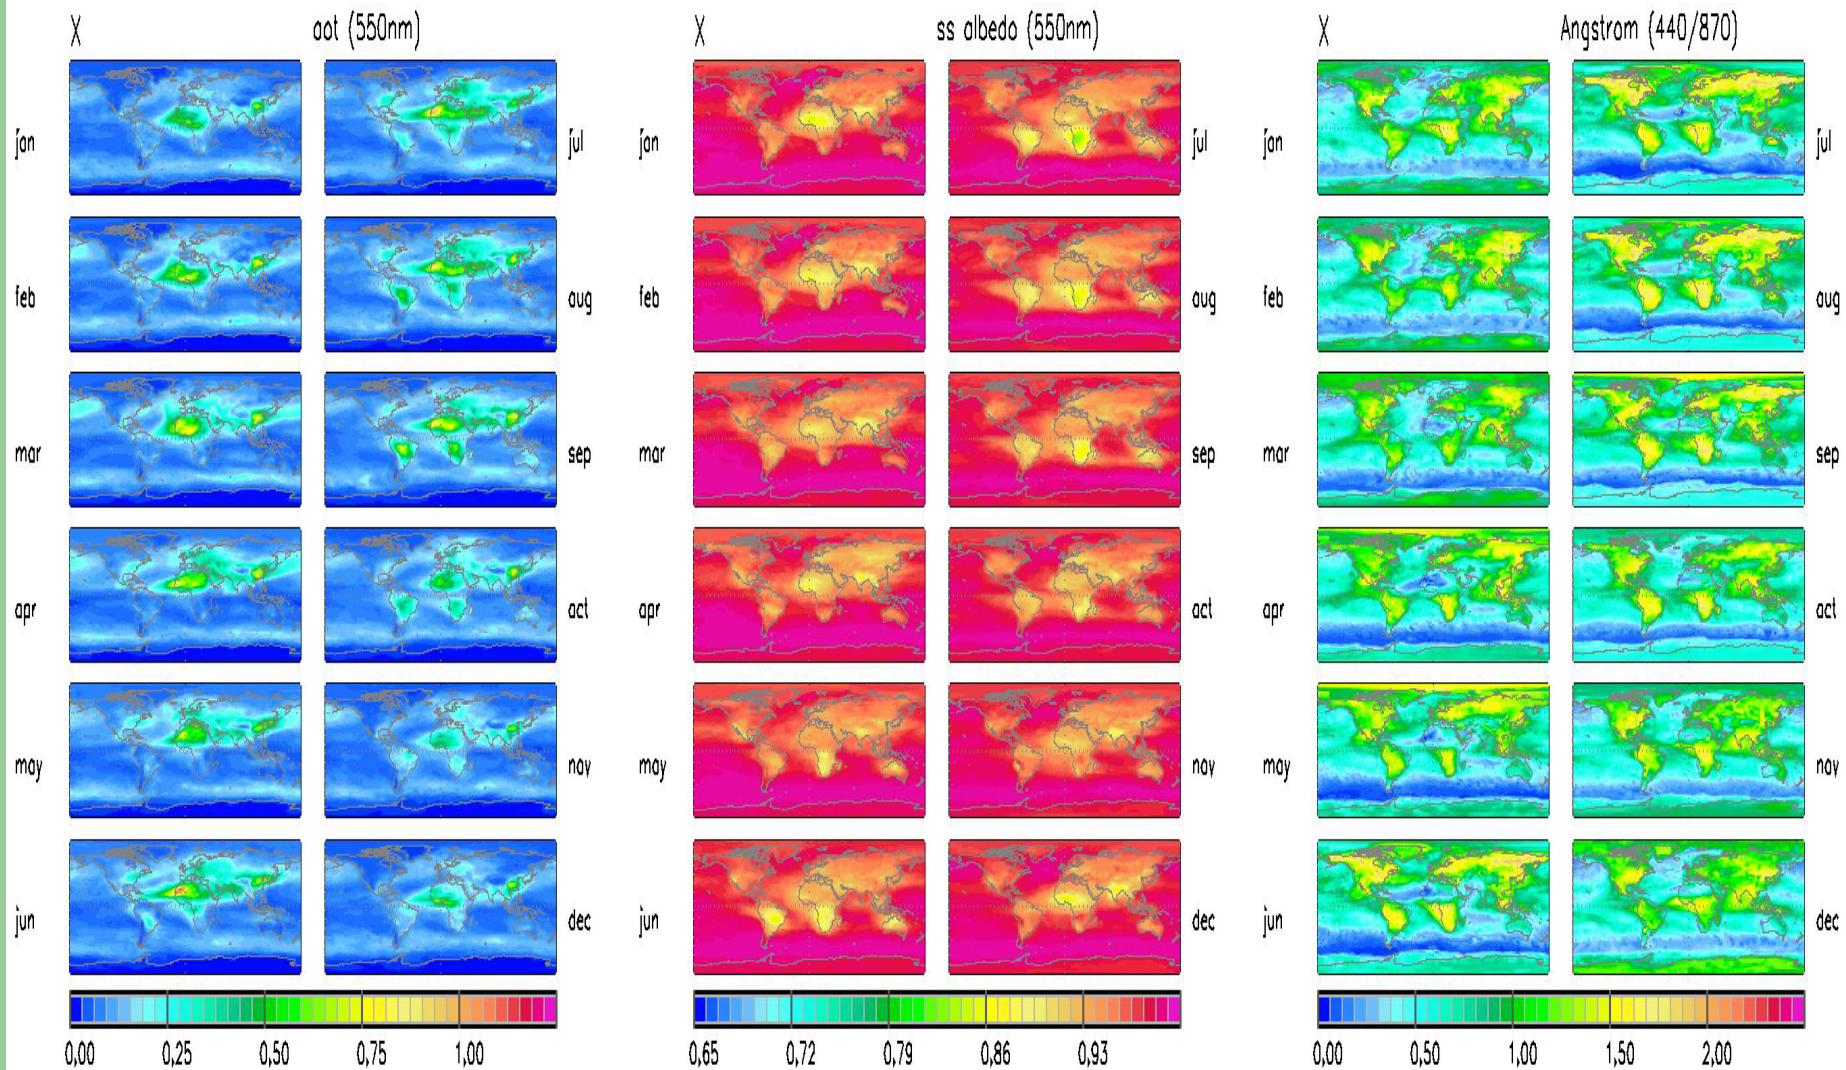 X aot (550nm) X ss albedo (550nm) X Angstrom (440/870)
jan jul jan jul jan jul
feb aug feb aug feb aug
mar sep mar sep mar sep
apr oct apr oct apr oct
may nov may nov may nov
jun dec jun dec jun dec
0,00 0,25 0,50 0,75 1,00 0,65 0,72 0,79 0,86 0,93 0,00 0,50 1,00 1,50 2,00